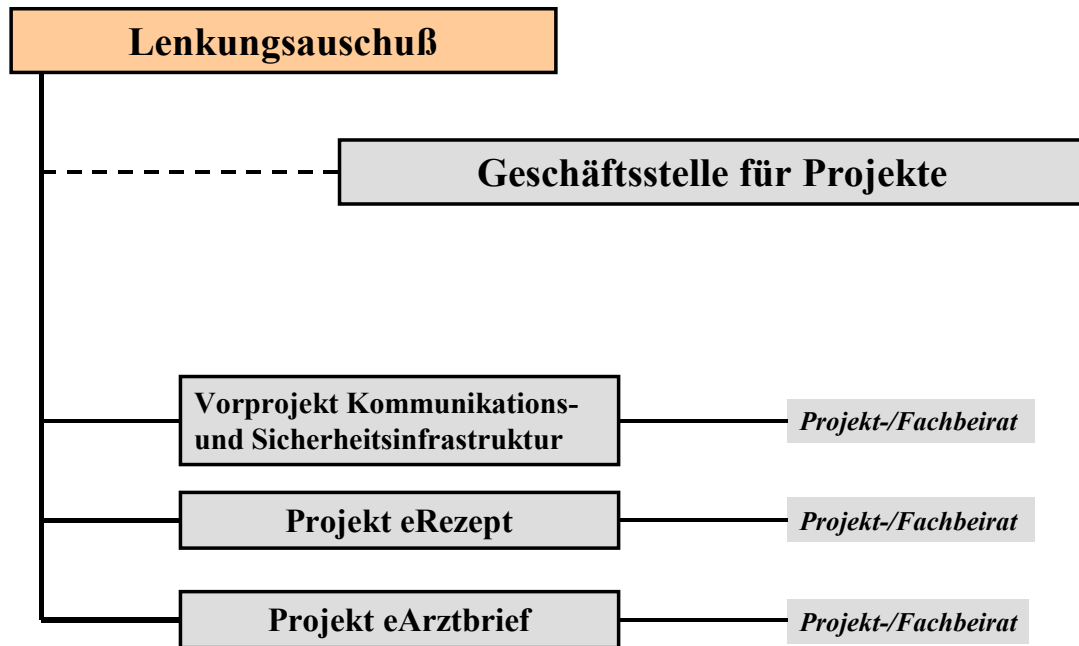 Lenkungsauschuß
Geschäftsstelle für Projekte
Vorprojekt Kommunikations-
und Sicherheitsinfrastruktur
Projekt-/Fachbeirat
Projekt eRezept
Projekt-/Fachbeirat
Projekt eArztbrief
Projekt-/Fachbeirat